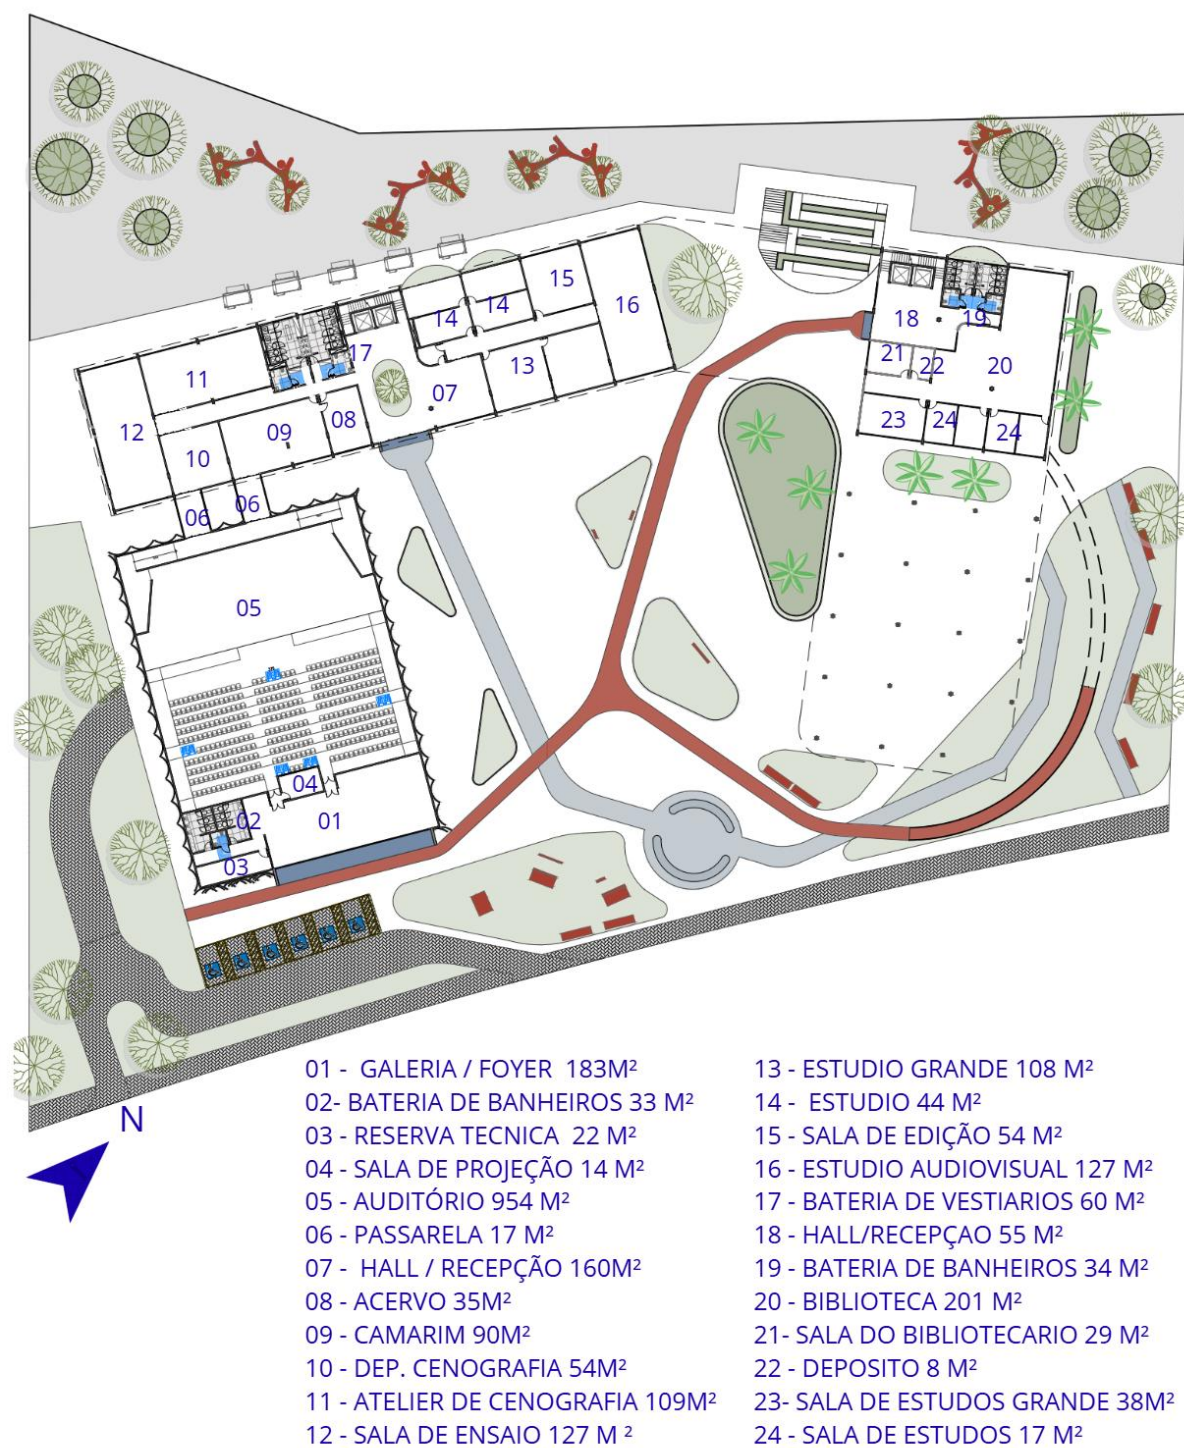 15
16
14
14
13
17
07
11
08
12
09
10
06
06
05
04
02
01
03
18
19
21
22
20
23
24
24
N
01 -  GALERIA / FOYER  183M²
02- BATERIA DE BANHEIROS 33 M²
03 - RESERVA TECNICA  22 M²
04 - SALA DE PROJEÇÃO 14 M²
05 - AUDITÓRIO 954 M²
06 - PASSARELA 17 M²
07 -  HALL / RECEPÇÃO 160M²
08 - ACERVO 35M²
09 - CAMARIM 90M²
10 - DEP. CENOGRAFIA 54M²
11 - ATELIER DE CENOGRAFIA 109M²
12 - SALA DE ENSAIO 127 M ²
13 - ESTUDIO GRANDE 108 M²
14 -  ESTUDIO 44 M²
15 - SALA DE EDIÇÃO 54 M²
16 - ESTUDIO AUDIOVISUAL 127 M²
17 - BATERIA DE VESTIARIOS 60 M²
18 - HALL/RECEPÇAO 55 M²
19 - BATERIA DE BANHEIROS 34 M²
20 - BIBLIOTECA 201 M²
21- SALA DO BIBLIOTECARIO 29 M²
22 - DEPOSITO 8 M²
23- SALA DE ESTUDOS GRANDE 38M²
24 - SALA DE ESTUDOS 17 M²